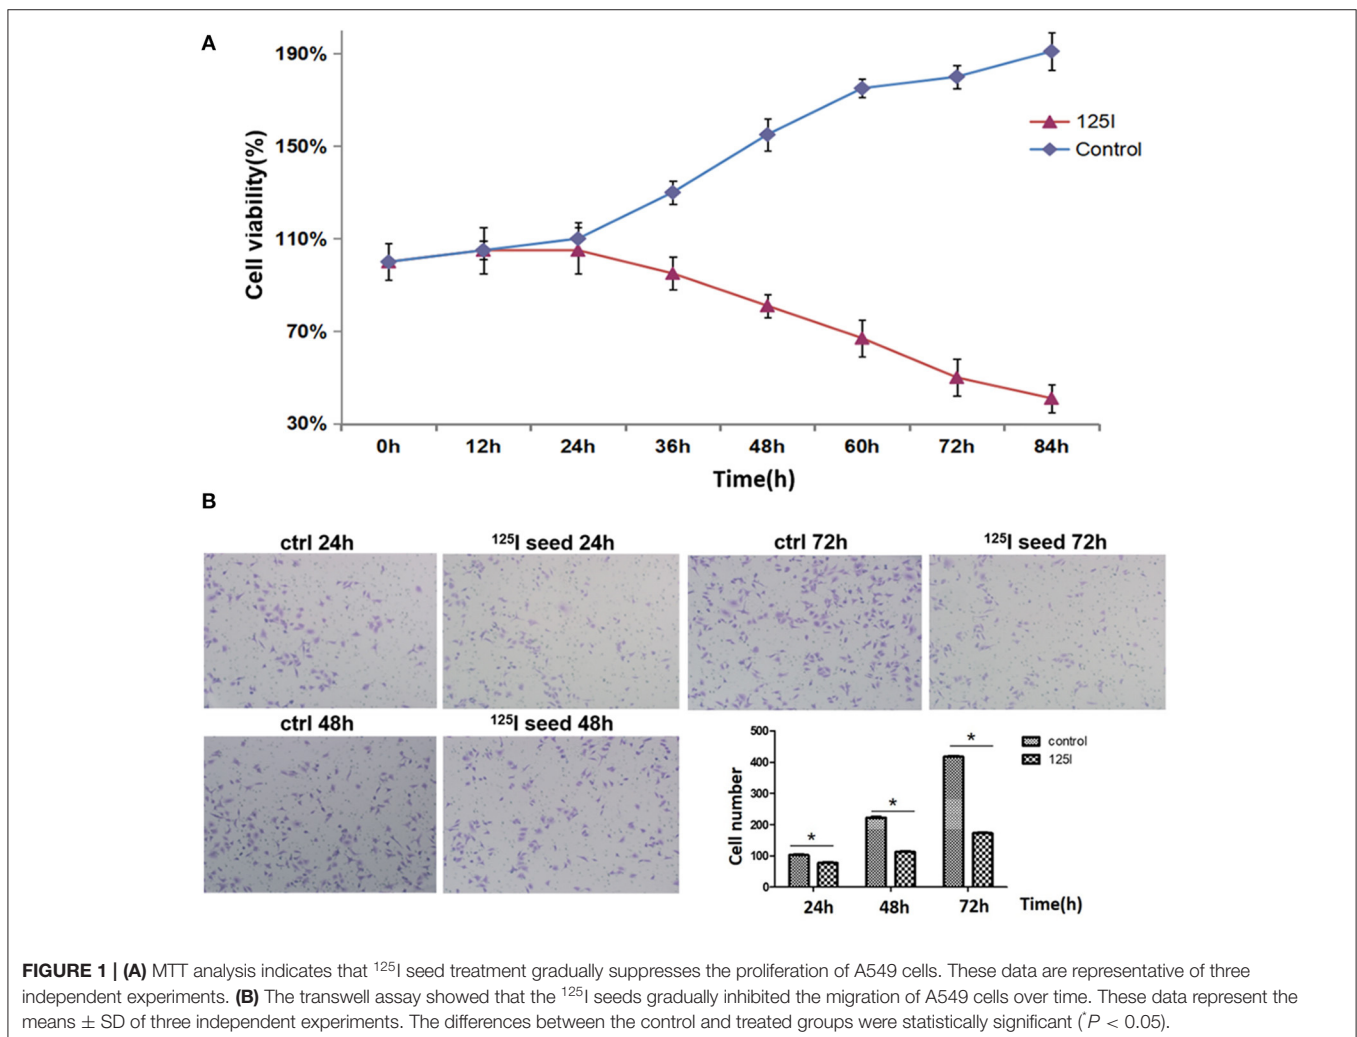 A
190%
150%
110%
70%
30%
Cell viability(%)
125I
Control
0h 12h 24h 36h 48h 60h 72h 84h
Time(h)
B
ctrl 24h
¹²⁵I seed 24h
ctrl 72h
¹²⁵I seed 72h
ctrl 48h
¹²⁵I seed 48h
500
400
300
200
100
0
Cell number
* * *
control
125I
24h 48h 72h Time(h)
FIGURE 1 | (A) MTT analysis indicates that ¹²⁵I seed treatment gradually suppresses the proliferation of A549 cells. These data are representative of three
independent experiments. (B) The transwell assay showed that the ¹²⁵I seeds gradually inhibited the migration of A549 cells over time. These data represent the
means ± SD of three independent experiments. The differences between the control and treated groups were statistically significant (*P < 0.05).